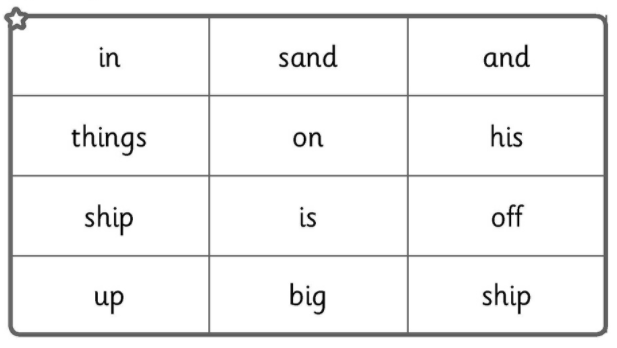 in sand and
things on his
ship is off
up big ship